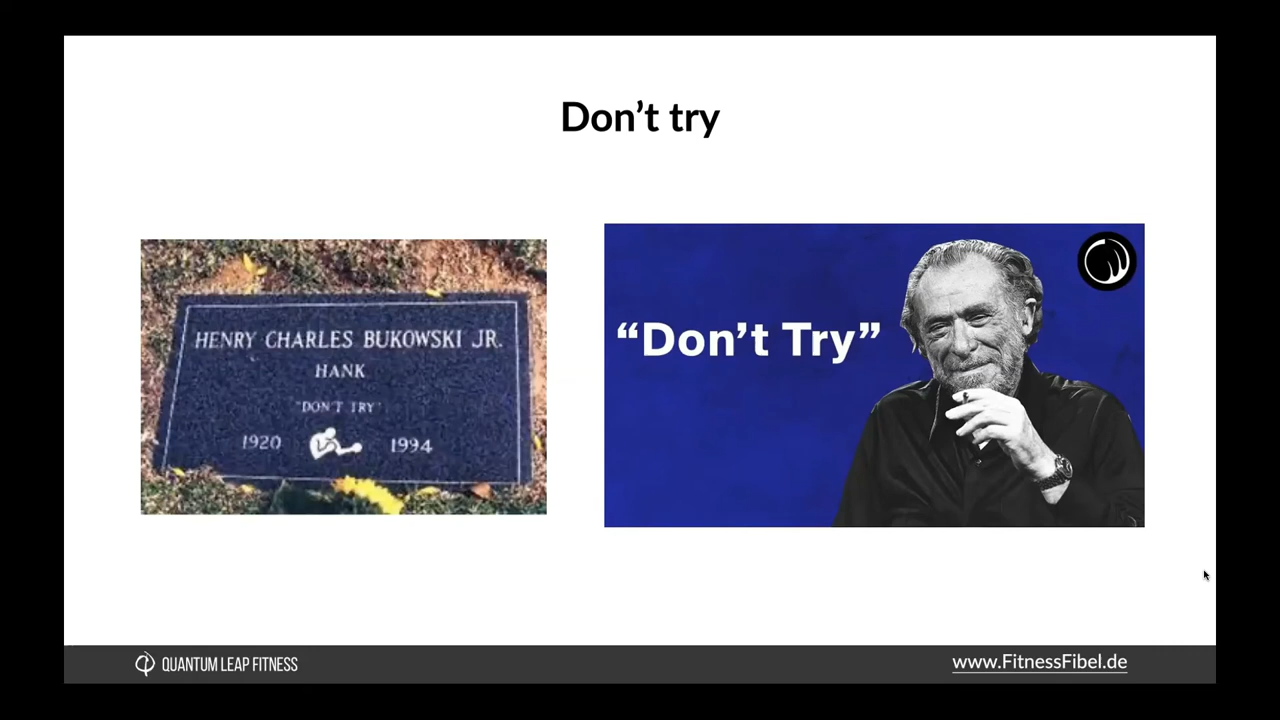 Don't try
HENRY CHARLES BUKOWSKI JR.
HANK
"DON'T TRY"
1920 1994
“Don’t Try”
QUANTUM LEAP FITNESS
www.FitnessFibel.de